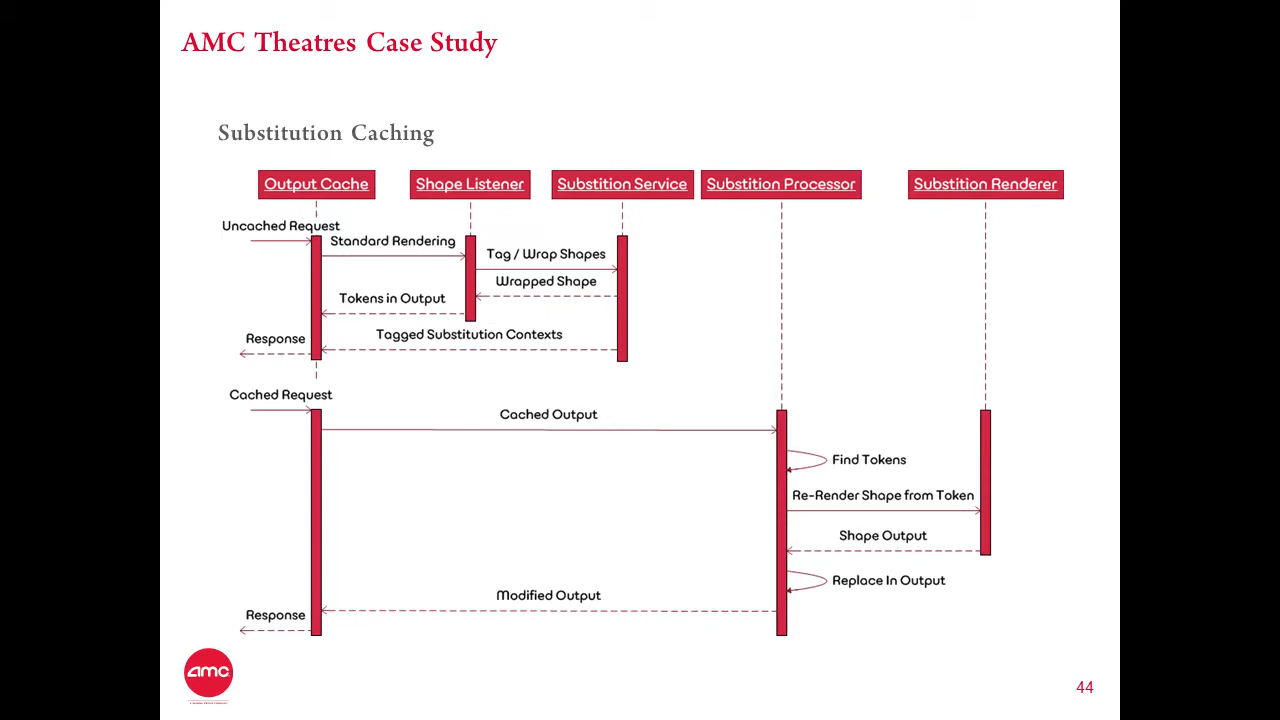 AMC Theatres Case Study
Substitution Caching
Output Cache
Shape Listener
Substition Service
Substition Processor
Substition Renderer
Uncached Request
Standard Rendering
Tag / Wrap Shapes
Wrapped Shape
Tokens in Output
Tagged Substitution Contexts
Response
Cached Request
Cached Output
Find Tokens
Re-Render Shape from Token
Shape Output
Replace In Output
Modified Output
Response
amc
44